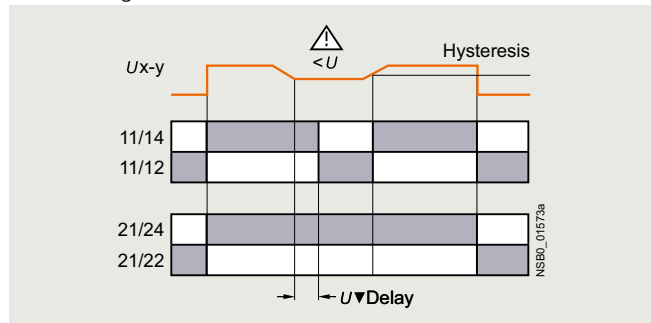 Hysteresis
<U
Ux-y
11/14
11/12
21/24
21/22
NSB0_01573a
U▼Delay